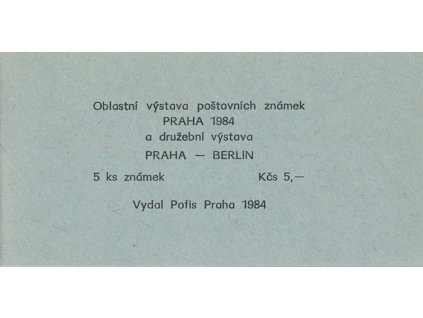 Oblastní výstava poštovních známek
PRAHA 1984
a družební výstava
PRAHA — BERLIN
5 ks známek Kčs 5,—
Vydal Pofis Praha 1984